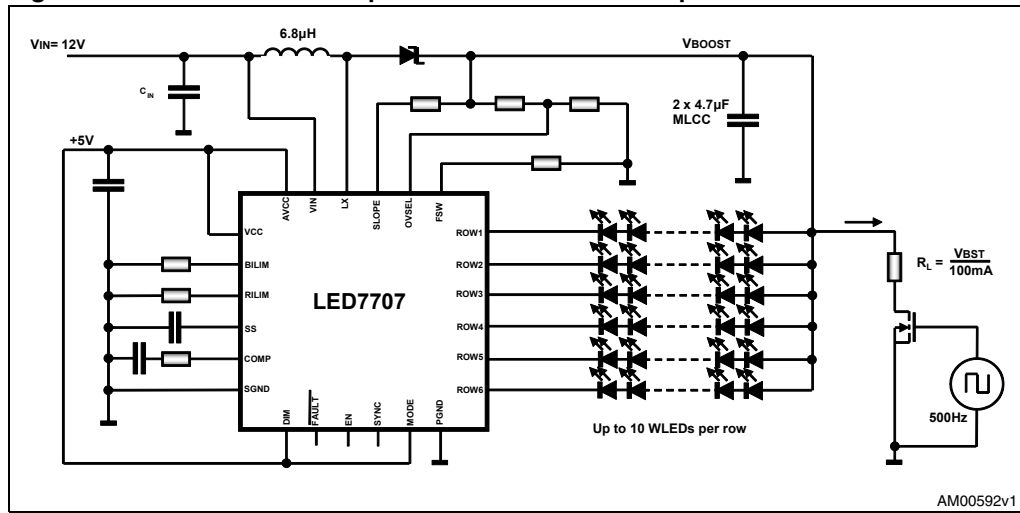 VIN= 12V
6.8µH
VBOOST
C IN
2 x 4.7µF
MLCC
+5V
AVCC
VIN
LX
SLOPE
OVSEL
FSW
VCC
BILIM
RILIM
SS
COMP
SGND
LED7707
ROW1
ROW2
ROW3
ROW4
ROW5
ROW6
DIM
FAULT
EN
SYNC
MODE
PGND
Up to 10 WLEDs per row
RL = VBST
100mA
500Hz
AM00592v1